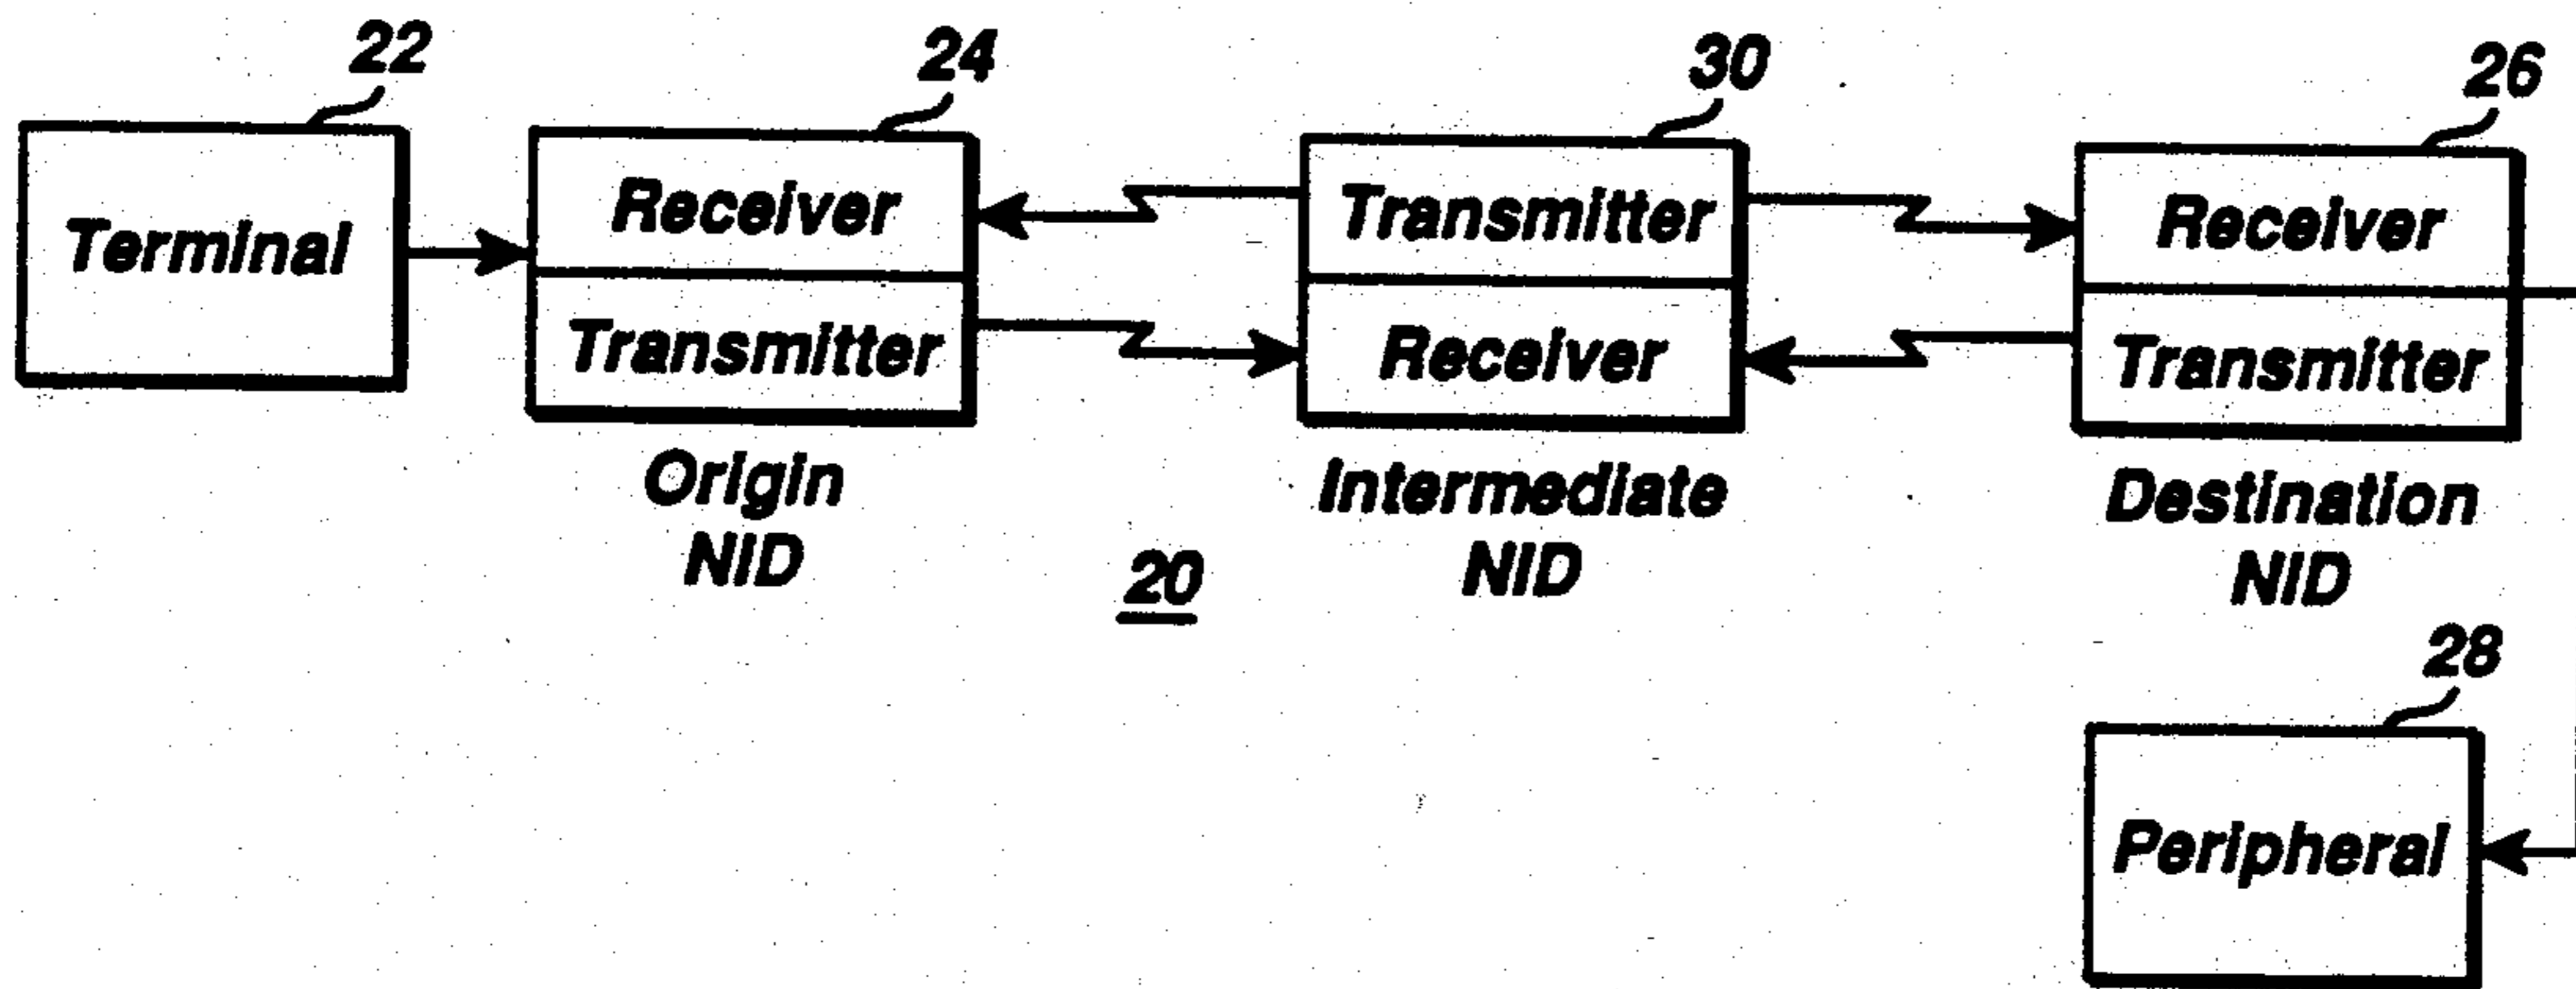 22
24
30
26
Terminal
Receiver
Transmitter
Origin
NID
Transmitter
Receiver
Intermediate
NID
Receiver
Transmitter
Destination
NID
20
28
Peripheral